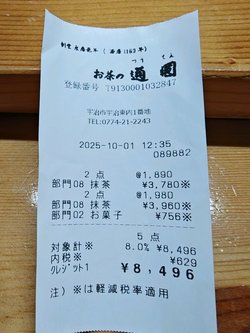 創業永暦元年(西暦1160年)
つうえん
お茶の 通圓
登録番号 T9130001032847
宇治市宇治東内1番地
TEL:0774-21-2243
2025-10-01 12:35
089882
2点 @1,890
部門08 抹茶 ¥3,780※
2点 @1,980
部門08 抹茶 ¥3,960※
部門02 お菓子 ¥756※
5点
対象計※ 8.0% ¥8,496
内税※ ¥629
クレジット1 ¥8,496
注)※は軽減税率適用